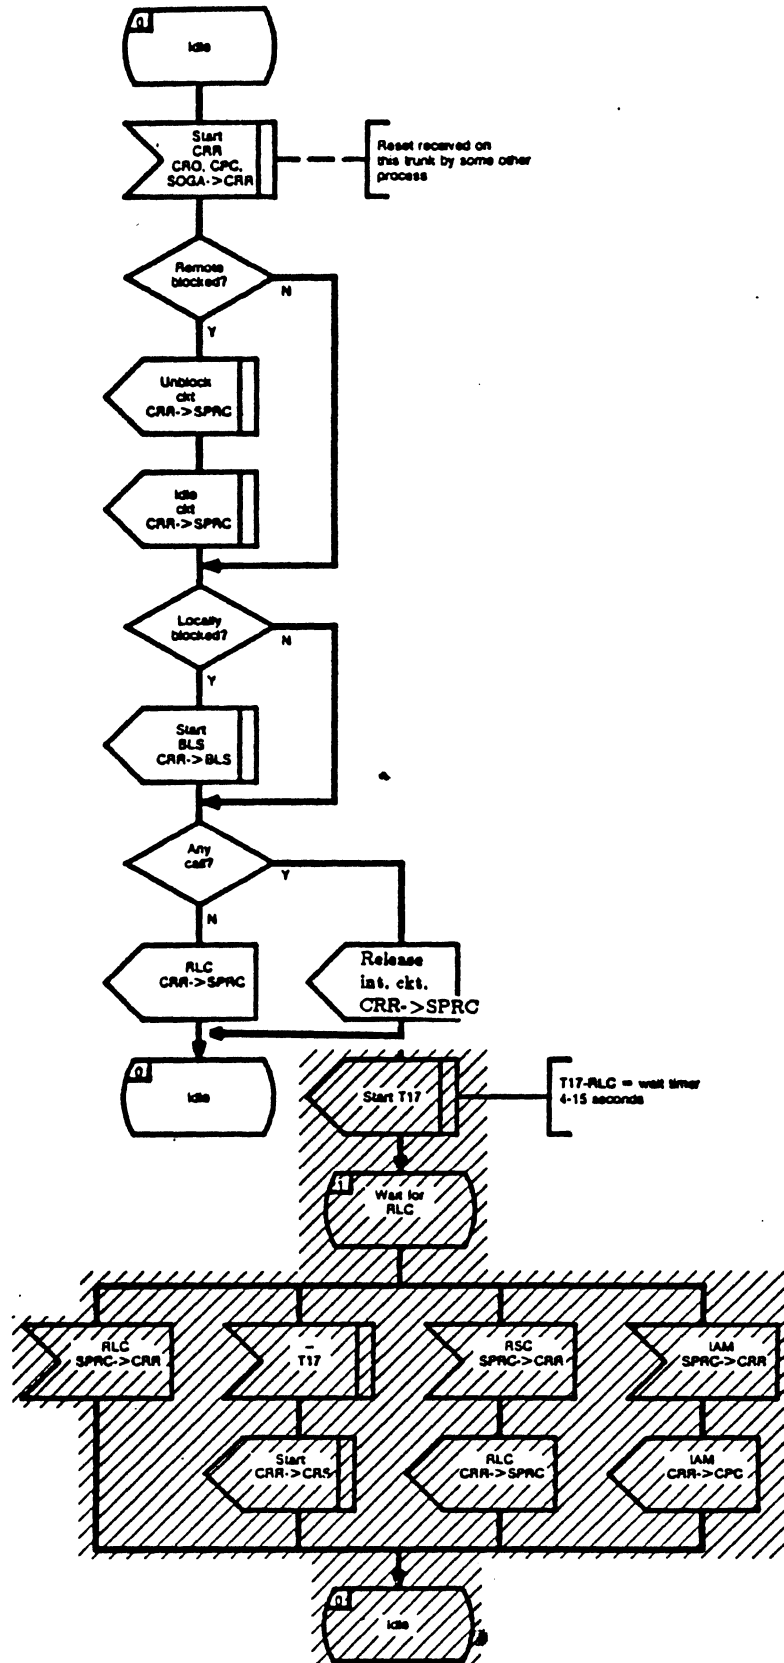 0
Idle
Start
CRR
CRO, CPC,
SOGA->CRR
Reset received on
this trunk by some other
process
Remote
blocked?
N
Y
Unblock
ckt
CRR->SPRC
Idle
ckt
CRR->SPRC
Locally
blocked?
N
Y
Start
BLS
CRR->BLS
Any
call?
Y
N
RLC
CRR->SPRC
Release
int. ckt.
CRR->SPRC
0
Idle
Start T17
T17-RLC = wait timer
4-15 seconds
1
Wait for
RLC
RLC
SPRC->CRR
T17
RSC
SPRC->CRR
IAM
SPRC->CRR
Start
CRR->CRS
RLC
CRR->SPRC
IAM
CRR->CPC
0
Idle